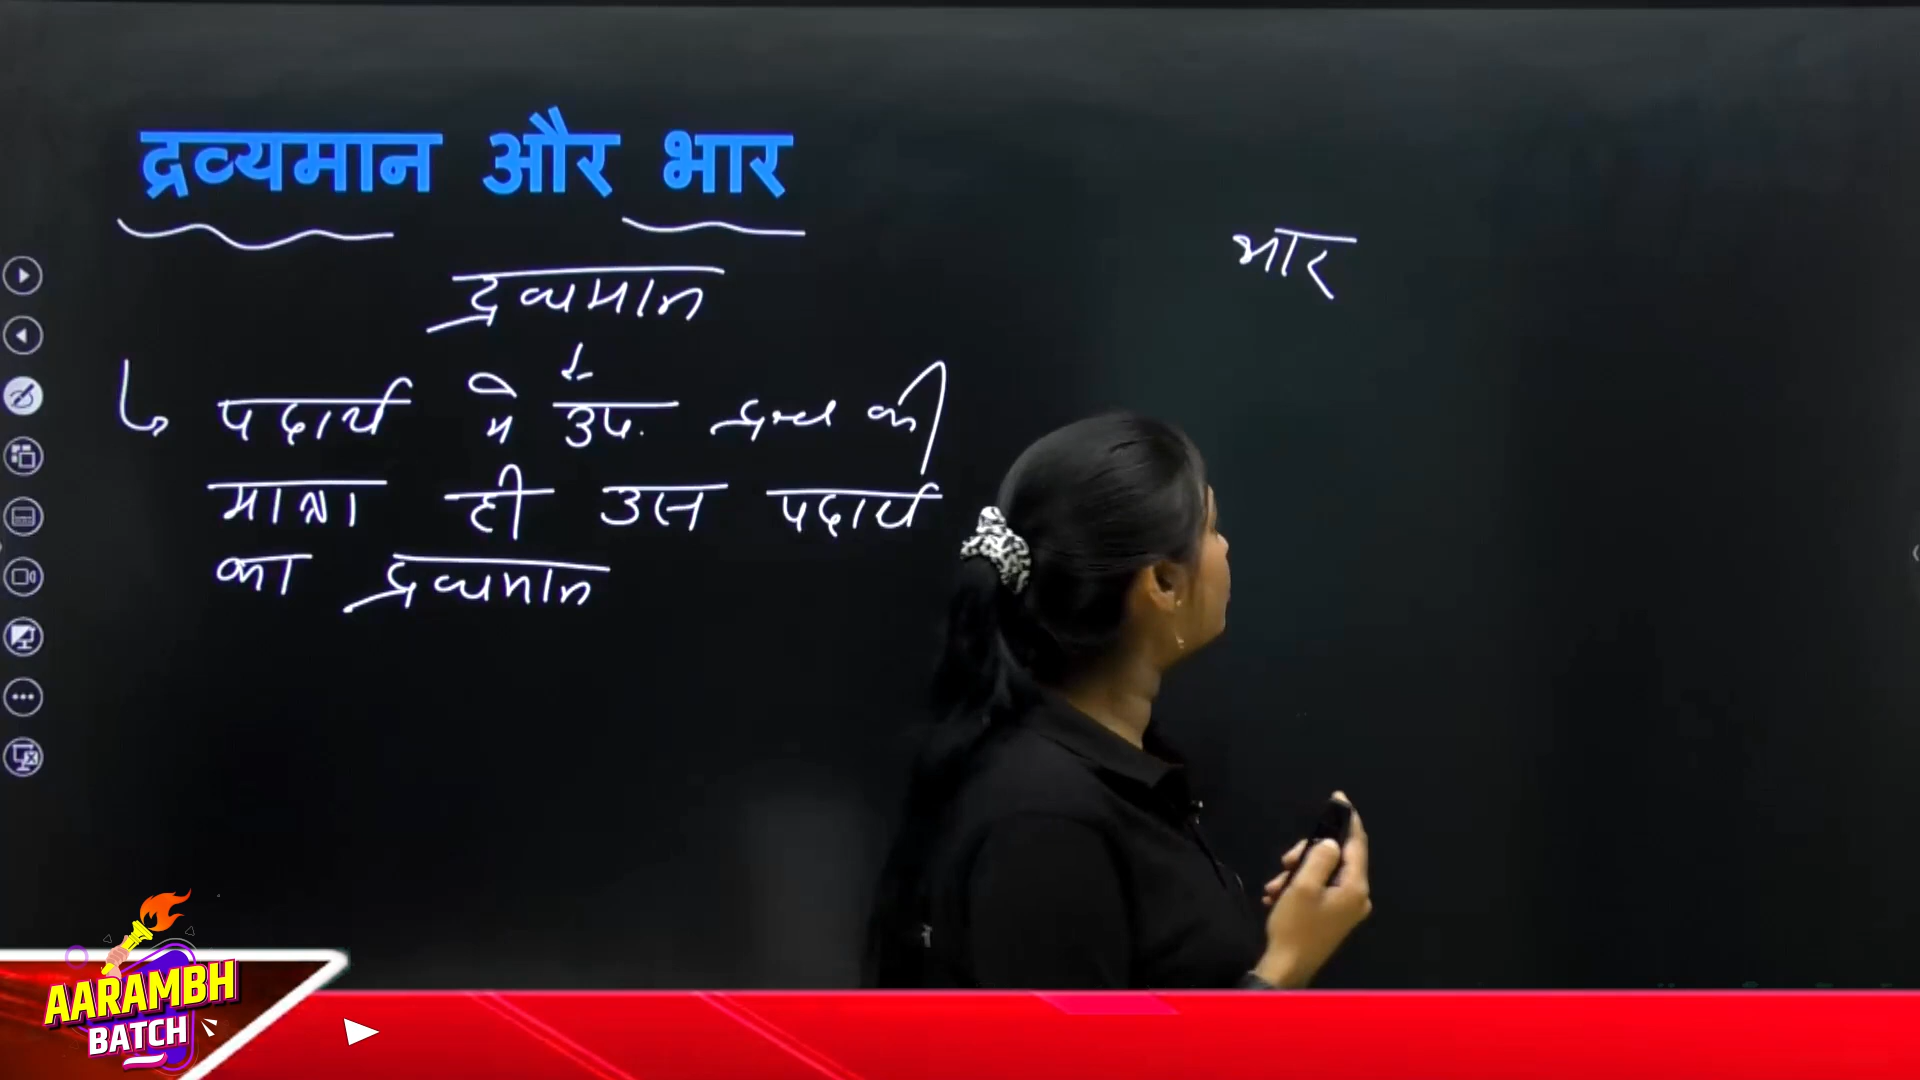 द्रव्यमान और भार
द्रव्यमान
पदार्थ में उप. द्रव्य की
मात्रा ही उस पदार्थ
का द्रव्यमान
भार
AARAMBH
BATCH